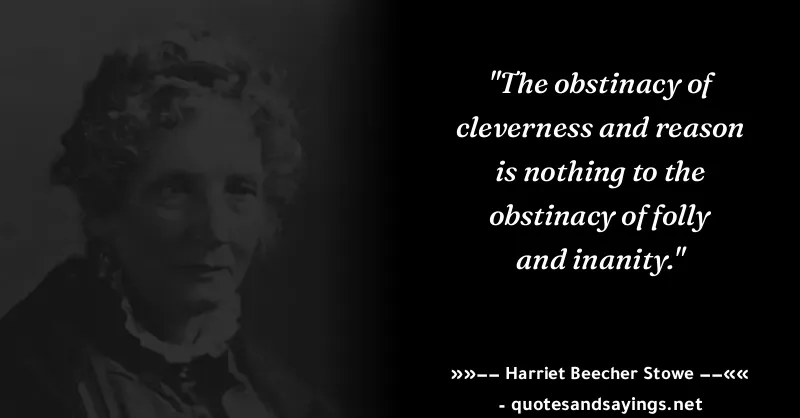 "The obstinacy of
cleverness and reason
is nothing to the
obstinacy of folly
and inanity."
»»−− Harriet Beecher Stowe −−««
- quotesandsayings.net